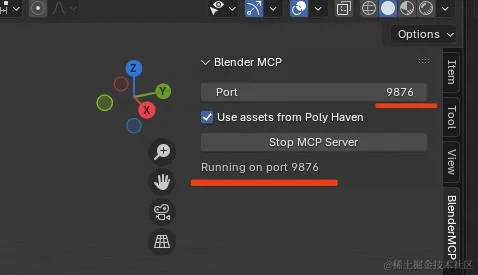 Options
Blender MCP
Port 9876
Use assets from Poly Haven
Stop MCP Server
Running on port 9876
Z
Y
X
Item
Tool
View
BlenderMCP
@稀土掘金技术社区